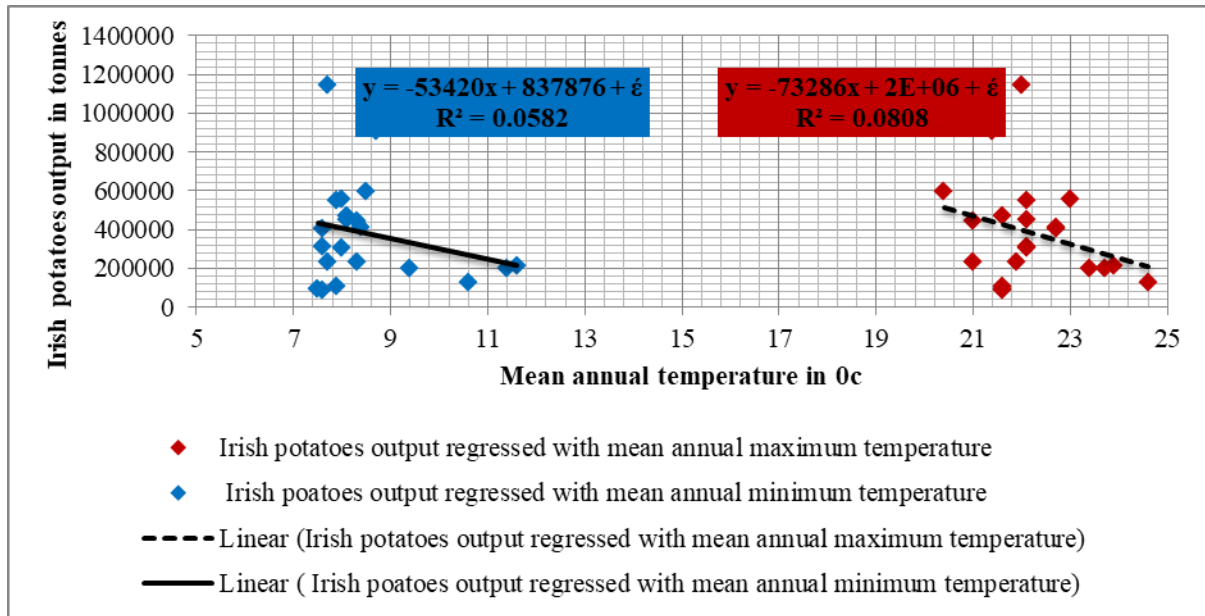 Irish potatoes output in tonnes
1400000
1200000
1000000
800000
600000
400000
200000
0
y = -53420x + 837876 + έ
R² = 0.0582
y = -73286x + 2E+06 + έ
R² = 0.0808
5 7 9 11 13 15 17 19 21 23 25
Mean annual temperature in 0c
Irish potatoes output regressed with mean annual maximum temperature
Irish poatoes output regressed with mean annual minimum temperature
Linear (Irish potatoes output regressed with mean annual maximum temperature)
Linear ( Irish poatoes output regressed with mean annual minimum temperature)